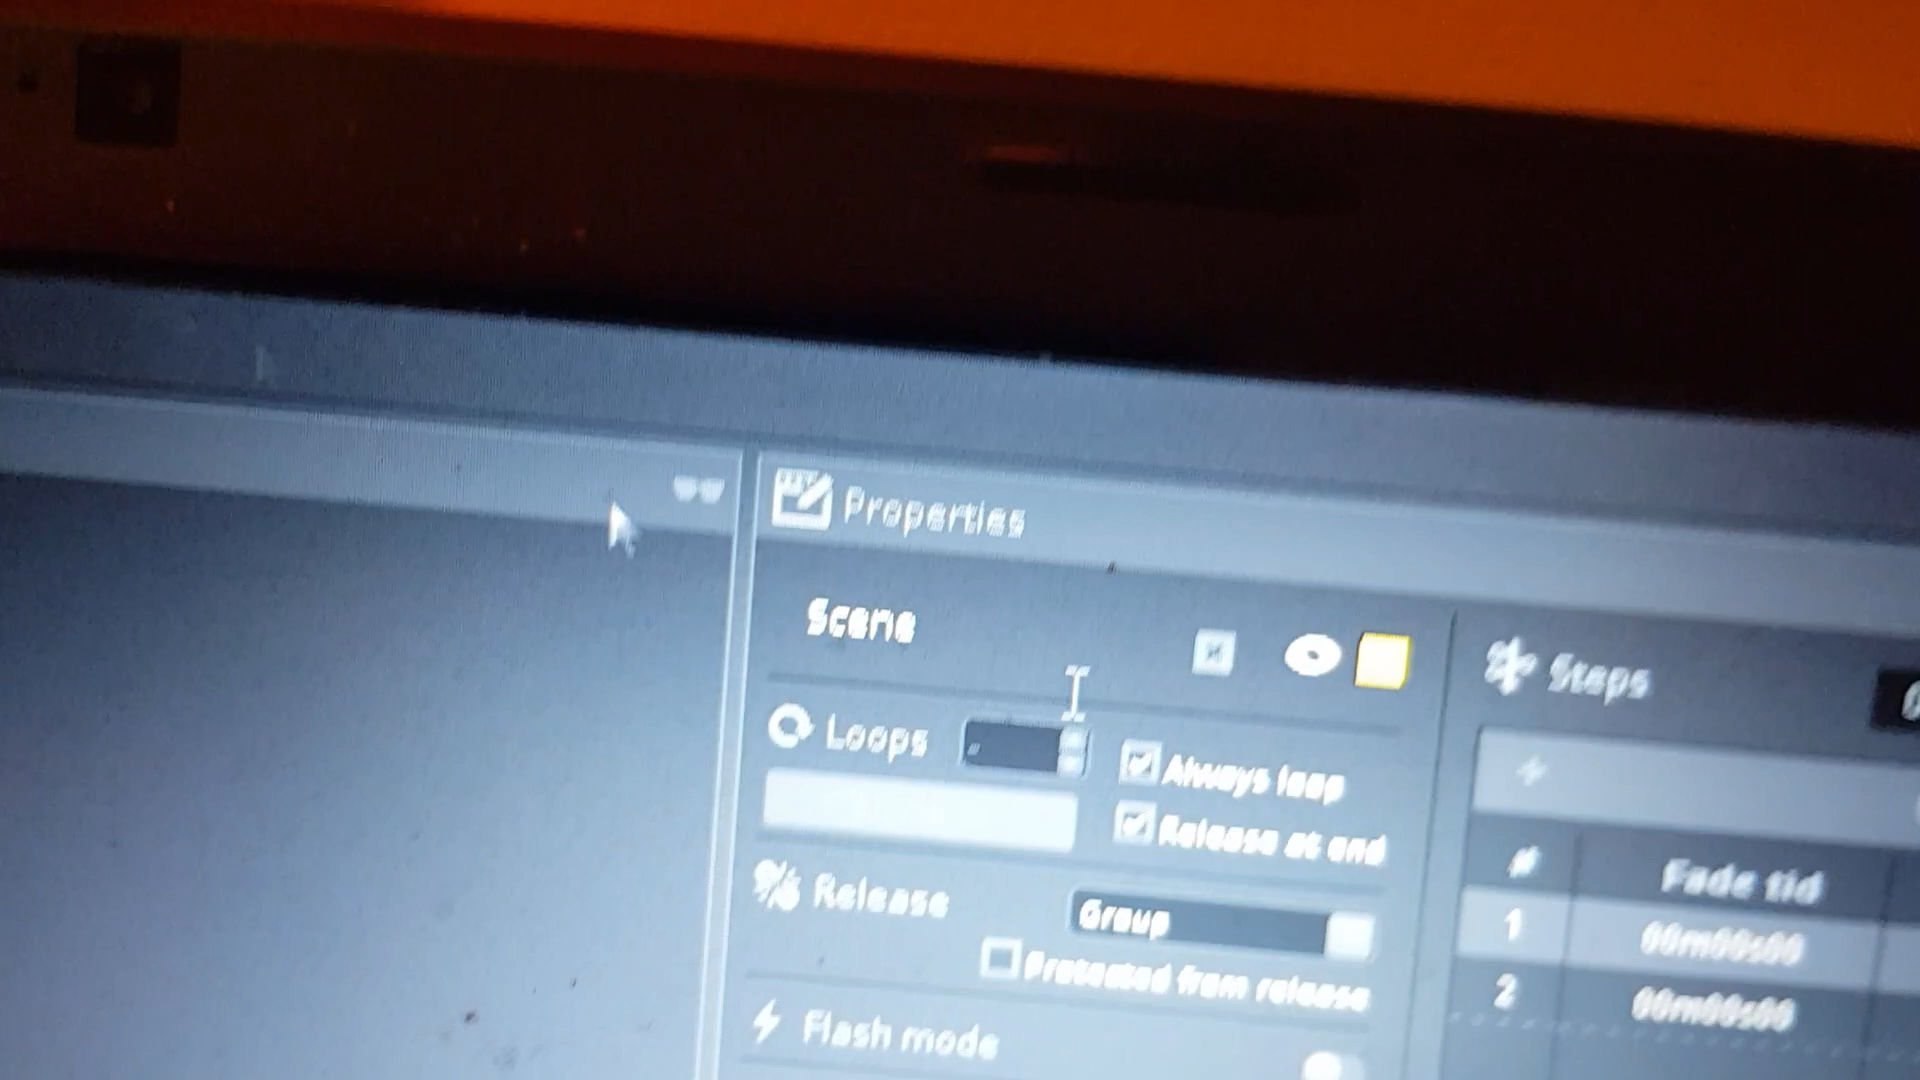 Properties
Scene
Steps
Loops
Always loop
Release at end
# Fade tid
Release Group
1 00m00s00
Protected from release
2 00m00s00
Flash mode